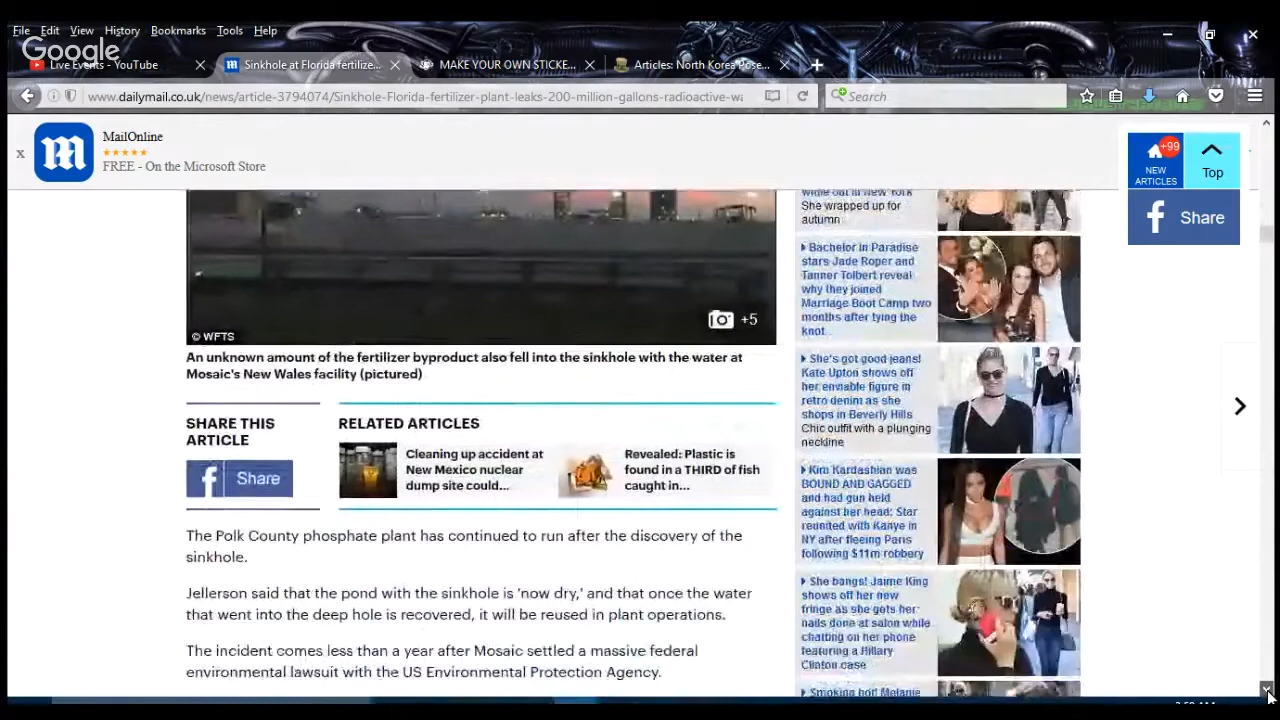 File Edit View History Bookmarks Tools Help
Google
Live Events - YouTube
Sinkhole at Florida fertilize...
MAKE YOUR OWN STICKE...
Articles: North Korea Pose...
www.dailymail.co.uk/news/article-3794074/Sinkhole-Florida-fertilizer-plant-leaks-200-million-gallons-radioactive-wa
Search
x
MailOnline
FREE - On the Microsoft Store
+99
NEW
ARTICLES
Top
Share
© WFTS
+5
An unknown amount of the fertilizer byproduct also fell into the sinkhole with the water at
Mosaic's New Wales facility (pictured)
SHARE THIS
ARTICLE
Share
RELATED ARTICLES
Cleaning up accident at
New Mexico nuclear
dump site could...
Revealed: Plastic is
found in a THIRD of fish
caught in...
The Polk County phosphate plant has continued to run after the discovery of the
sinkhole.
Jellerson said that the pond with the sinkhole is 'now dry,' and that once the water
that went into the deep hole is recovered, it will be reused in plant operations.
The incident comes less than a year after Mosaic settled a massive federal
environmental lawsuit with the US Environmental Protection Agency.
while out in New York
She wrapped up for
autumn
Bachelor in Paradise
stars Jade Roper and
Tanner Tolbert reveal
why they joined
Marriage Boot Camp two
months after tying the
knot
She's got good jeans!
Kate Upton shows off
her enviable figure in
retro denim as she
shops in Beverly Hills
Chic outfit with a plunging
neckline
Kim Kardashian was
BOUND AND GAGGED
and had gun held
against her head: Star
reunited with Kanye in
NY after fleeing Paris
following $11m robbery
She bangs! Jaime King
shows off her new
fringe as she gets her
nails done at salon while
chatting on her phone
featuring a Hillary
Clinton case
Smoking hot! Melanie